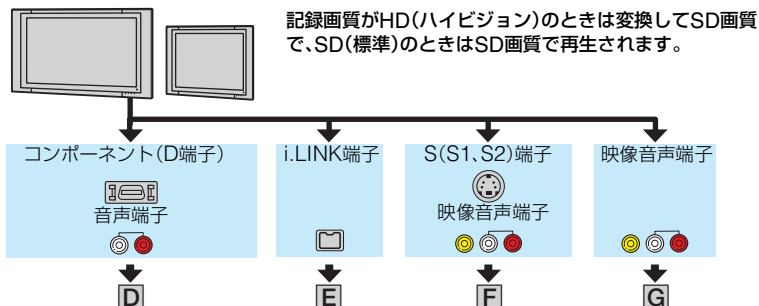 記録画質がHD(ハイビジョン)のときは変換してSD画質
で、SD(標準)のときはSD画質で再生されます。
コンポーネント(D端子) i.LINK端子 S(S1、S2)端子 映像音声端子
音声端子 映像音声端子
D E F G